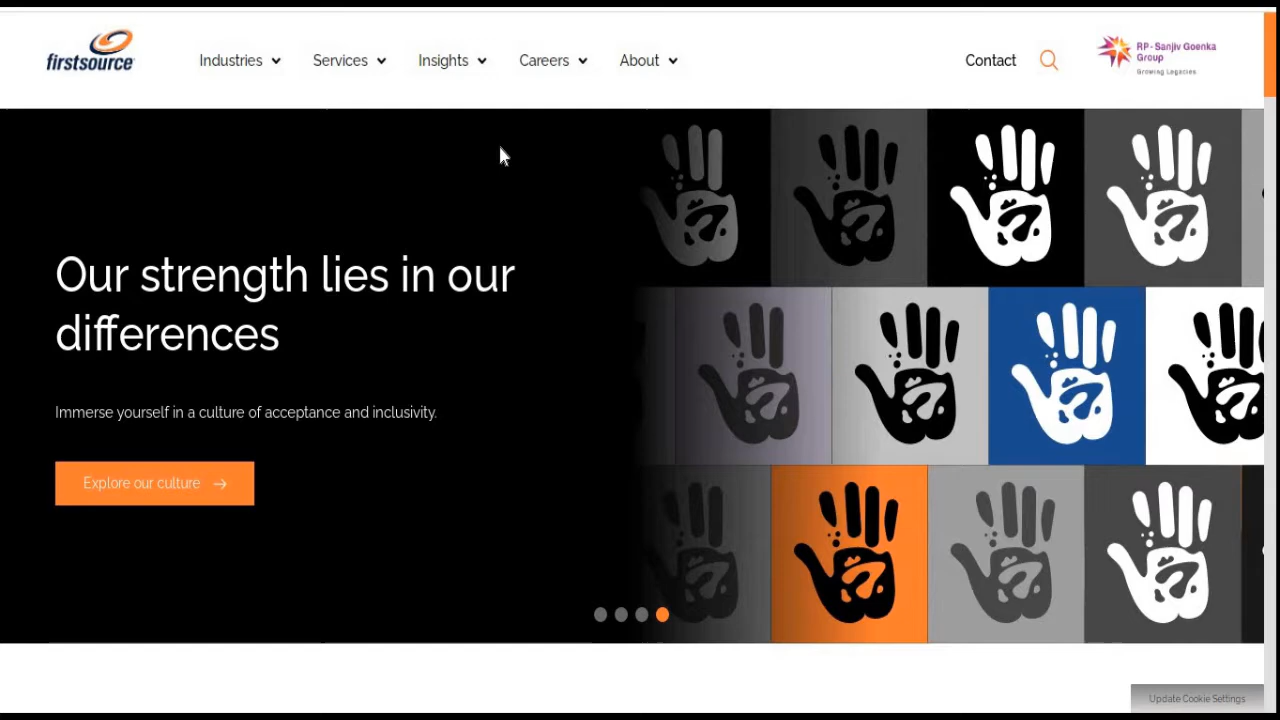 firstsource
Industries
Services
Insights
Careers
About
Contact
RP-Sanjiv Goenka
Group
Growing Legacies
Our strength lies in our
differences
Immerse yourself in a culture of acceptance and inclusivity.
Explore our culture
Update Cookie Settings